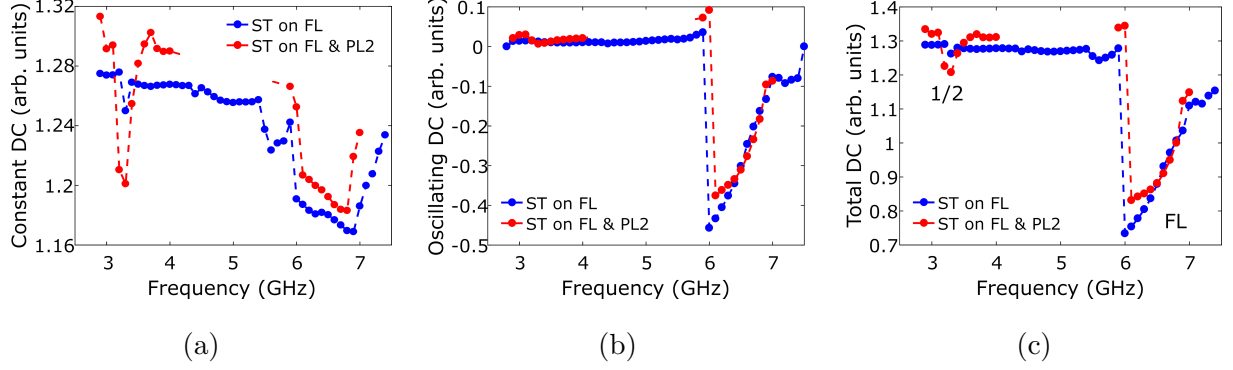 1.32
1.28
1.24
1.2
1.16
Constant DC (arb. units)
ST on FL
ST on FL & PL2
3 4 5 6 7
Frequency (GHz)
(a)
0.1
0
-0.1
-0.2
-0.3
-0.4
-0.5
Oscillating DC (arb. units)
ST on FL
ST on FL & PL2
3 4 5 6 7
Frequency (GHz)
(b)
1.4
1.3
1.2
1.1
1
0.9
0.8
0.7
Total DC (arb. units)
1/2
ST on FL
ST on FL & PL2
FL
3 4 5 6 7
Frequency (GHz)
(c)